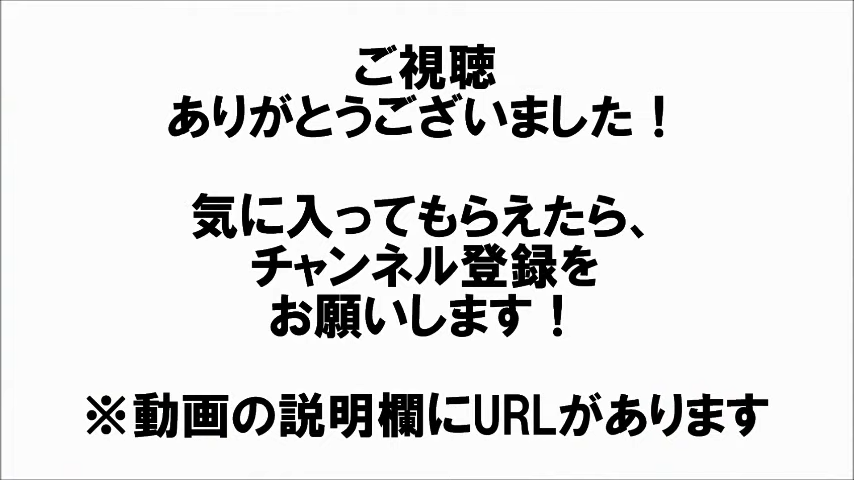 ご視聴
ありがとうございました！
気に入ってもらえたら、
チャンネル登録を
お願いします！
※動画の説明欄にURLがあります